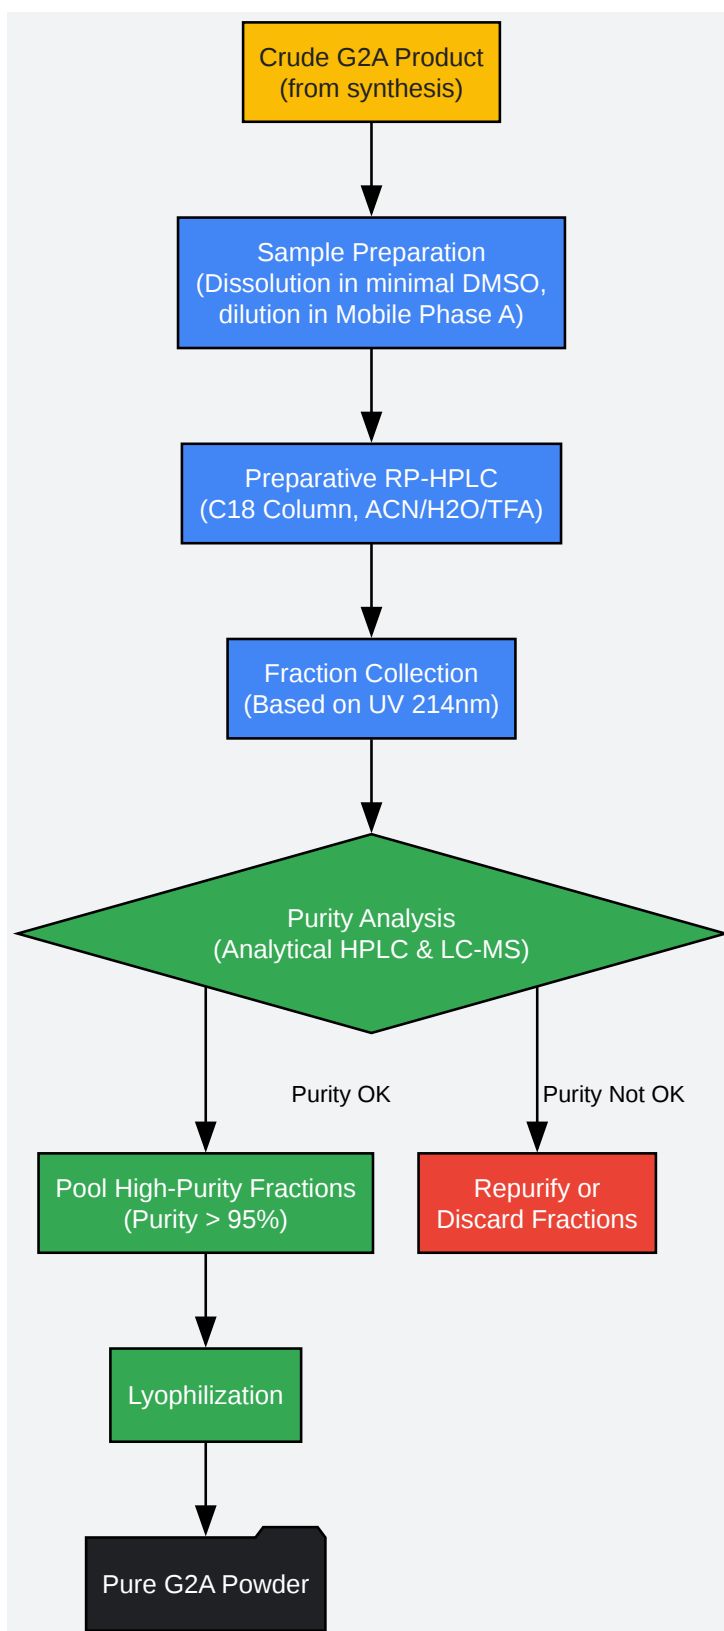 Crude G2A Product
(from synthesis)
Sample Preparation
(Dissolution in minimal DMSO,
dilution in Mobile Phase A)
Preparative RP-HPLC
(C18 Column, ACN/H2O/TFA)
Fraction Collection
(Based on UV 214nm)
Purity Analysis
(Analytical HPLC & LC-MS)
Purity OK
Purity Not OK
Pool High-Purity Fractions
(Purity > 95%)
Repurify or
Discard Fractions
Lyophilization
Pure G2A Powder